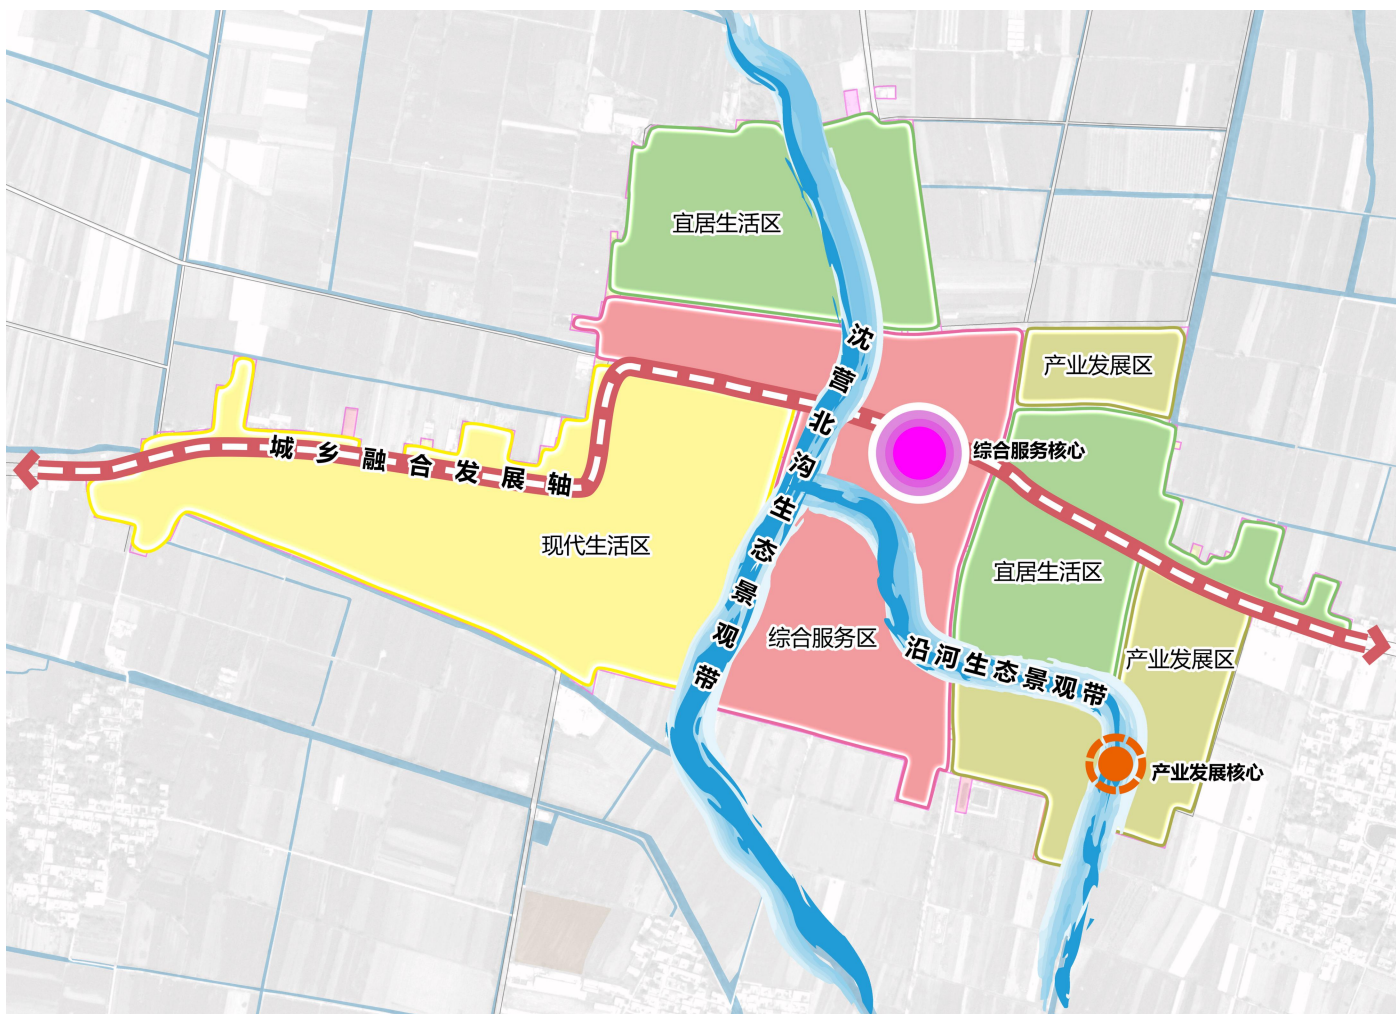 宜居生活区
沈营北沟生态景观带
产业发展区
城乡融合发展轴
综合服务核心
现代生活区
宜居生活区
综合服务区
沿河生态景观带
产业发展区
产业发展核心